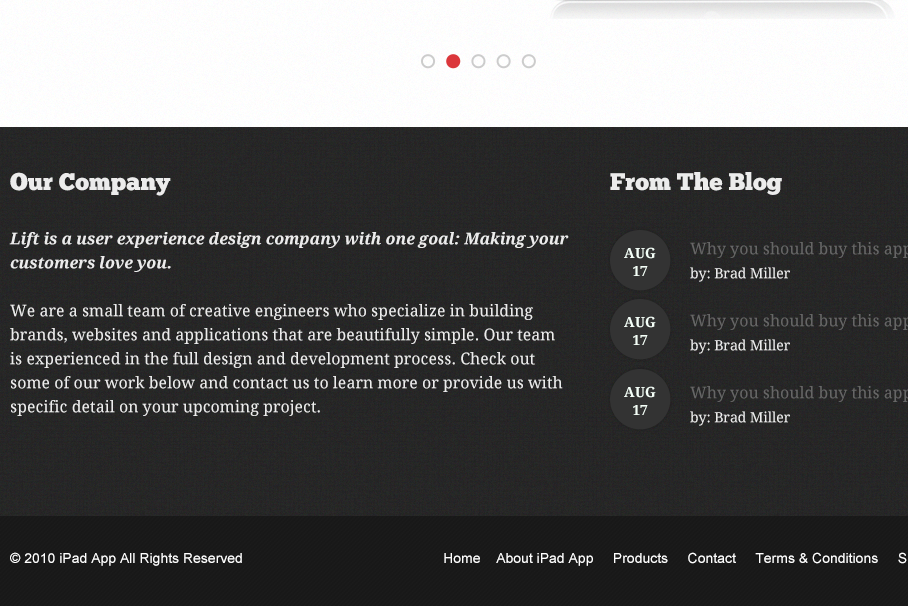 Our Company
Lift is a user experience design company with one goal: Making your
customers love you.
We are a small team of creative engineers who specialize in building
brands, websites and applications that are beautifully simple. Our team
is experienced in the full design and development process. Check out
some of our work below and contact us to learn more or provide us with
specific detail on your upcoming project.
From The Blog
AUG
17
Why you should buy this app
by: Brad Miller
AUG
17
Why you should buy this app
by: Brad Miller
AUG
17
Why you should buy this app
by: Brad Miller
© 2010 iPad App All Rights Reserved
Home About iPad App Products Contact Terms & Conditions